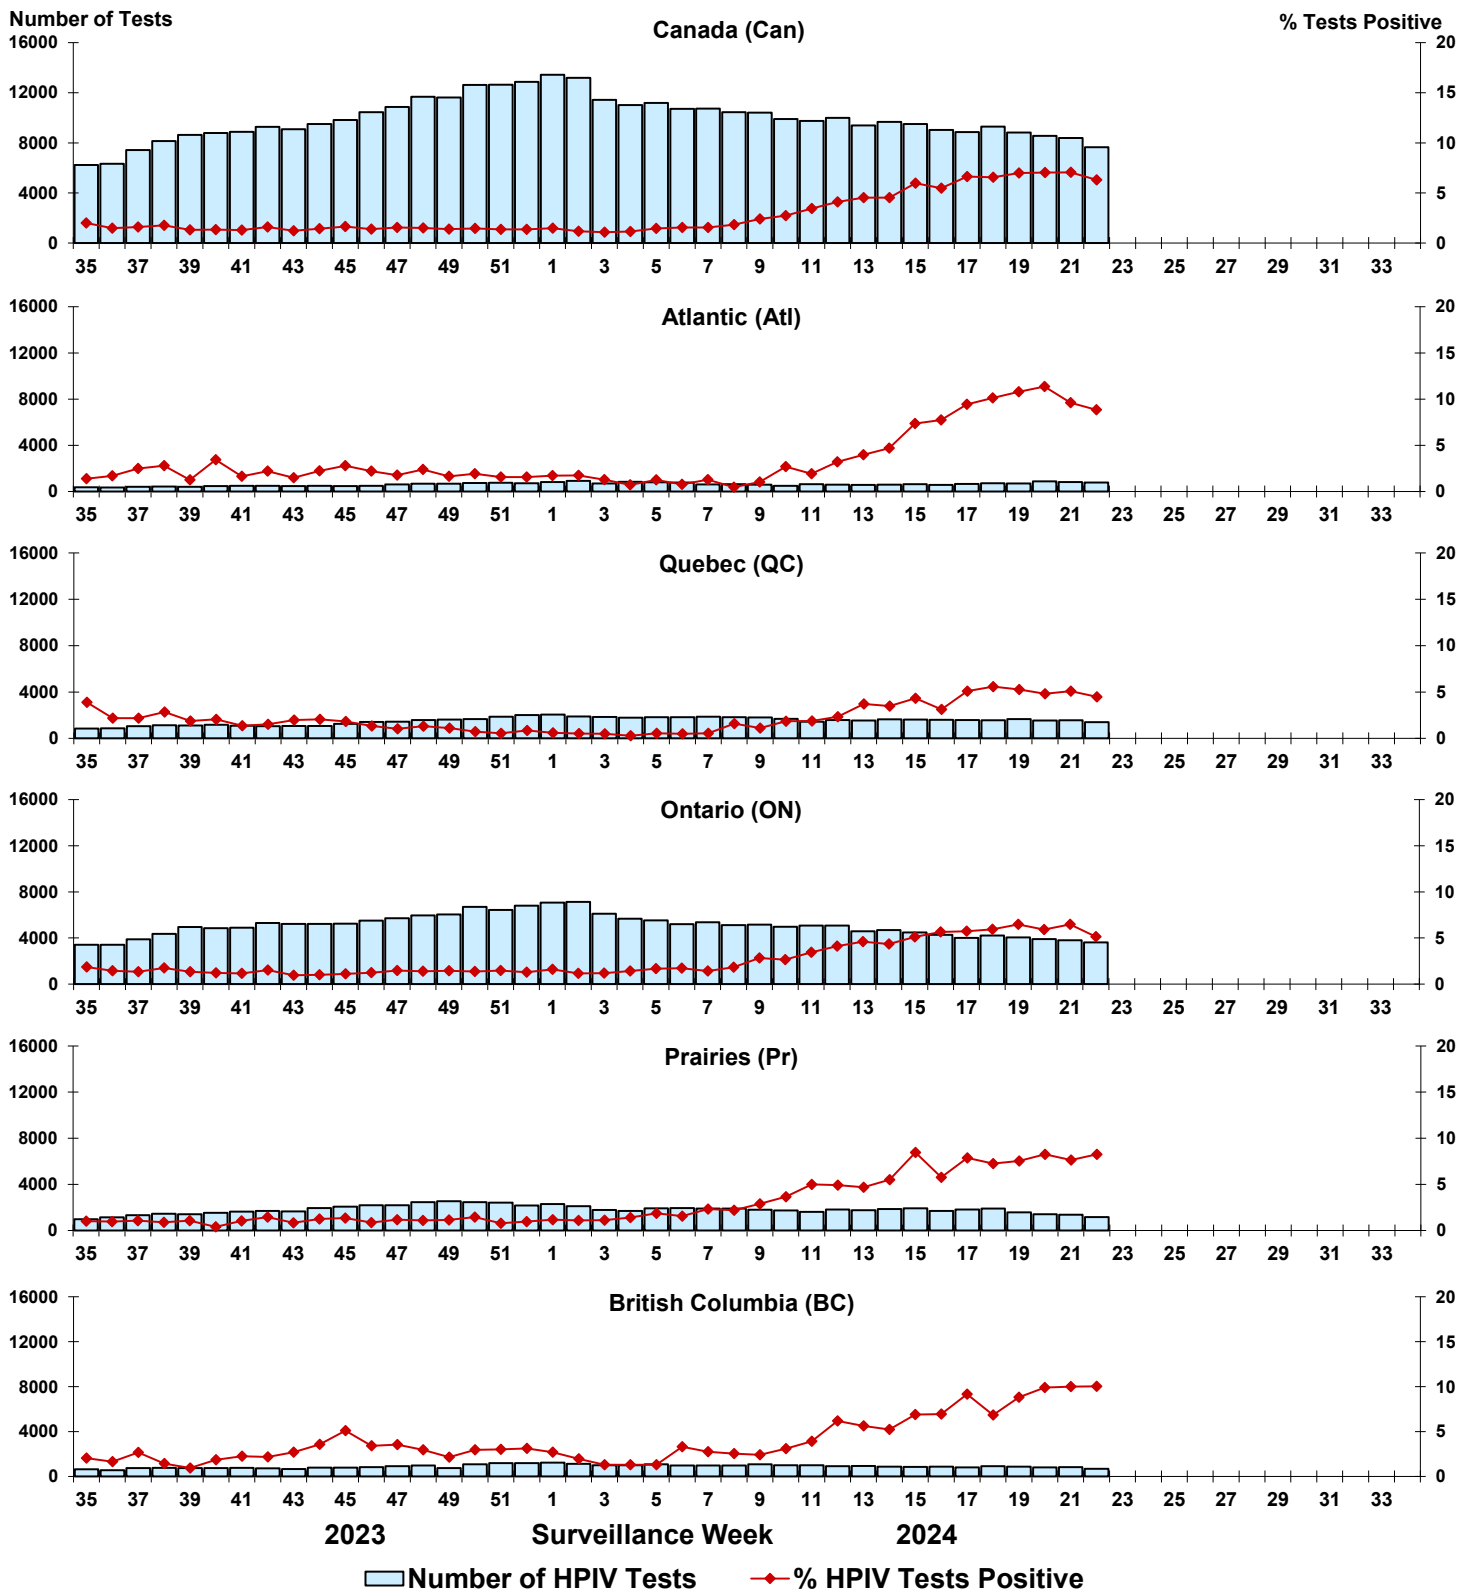 Number of Tests
% Tests Positive
Canada (Can)
16000 20
12000 15
8000 10
4000 5
0 0
35 37 39 41 43 45 47 49 51 1 3 5 7 9 11 13 15 17 19 21 23 25 27 29 31 33
Atlantic (Atl)
16000 20
12000 15
8000 10
4000 5
0 0
35 37 39 41 43 45 47 49 51 1 3 5 7 9 11 13 15 17 19 21 23 25 27 29 31 33
Quebec (QC)
16000 20
12000 15
8000 10
4000 5
0 0
35 37 39 41 43 45 47 49 51 1 3 5 7 9 11 13 15 17 19 21 23 25 27 29 31 33
Ontario (ON)
16000 20
12000 15
8000 10
4000 5
0 0
35 37 39 41 43 45 47 49 51 1 3 5 7 9 11 13 15 17 19 21 23 25 27 29 31 33
Prairies (Pr)
16000 20
12000 15
8000 10
4000 5
0 0
35 37 39 41 43 45 47 49 51 1 3 5 7 9 11 13 15 17 19 21 23 25 27 29 31 33
British Columbia (BC)
16000 20
12000 15
8000 10
4000 5
0 0
35 37 39 41 43 45 47 49 51 1 3 5 7 9 11 13 15 17 19 21 23 25 27 29 31 33
2023 Surveillance Week 2024
Number of HPIV Tests % HPIV Tests Positive